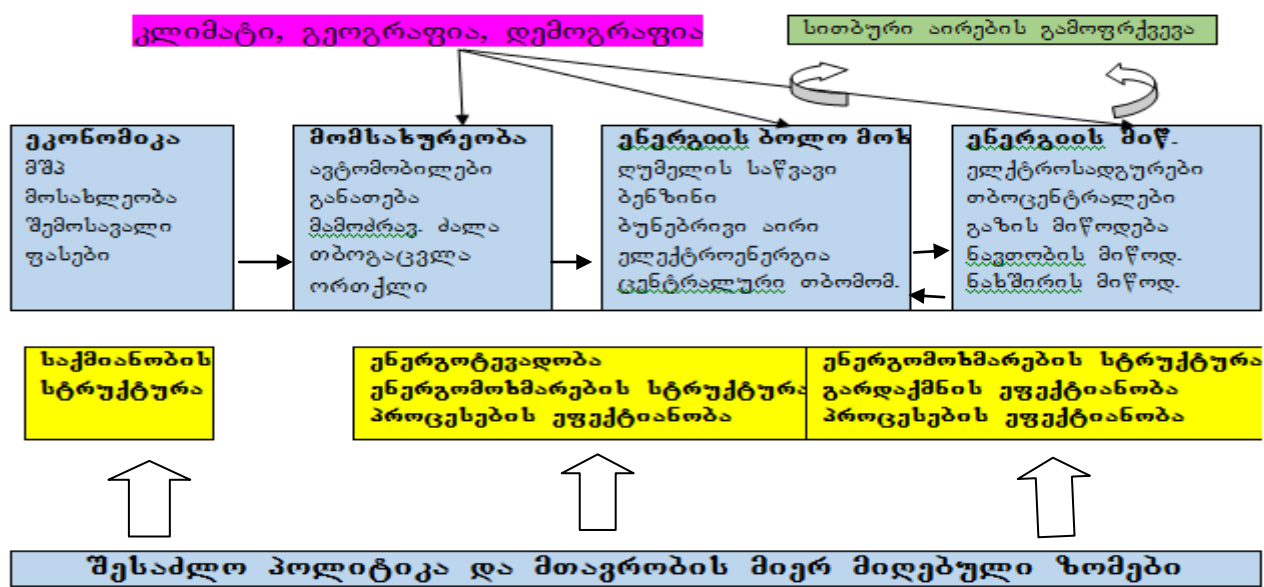 კლიმატი, გეოგრაფია, დემოგრაფია
სითბური აირების გამოფრქვევა
ეკონომიკა
მშპ
მოსახლეობა
შემოსავალი
ფასები
მომსახურეობა
ავტომობილები
განათება
მამოძრავ. ძალა
თბოგაცვლა
ორთქლი
ენერგიის ბოლო მოხ
ღუმელის საწვავი
ბენზინი
ბუნებრივი აირი
ელექტროენერგია
ცენტრალური თბომომ.
ენერგიის მიწ.
ელქტროსადგურები
თბოცენტრალები
გაზის მიწოდება
ნავთობის მიწოდ.
ნახშირის მიწოდ.
საქმიანობის
სტრუქტურა
ენერგოტევადობა
ენერგომოხმარების სტრუქტურა
პროცესების ეფექტიანობა
ენერგომოხმარების სტრუქტურა
გარდაქმნის ეფექტიანობა
პროცესების ეფექტიანობა
შესაძლო პოლიტიკა და მთავრობის მიერ მიღებული ზომები